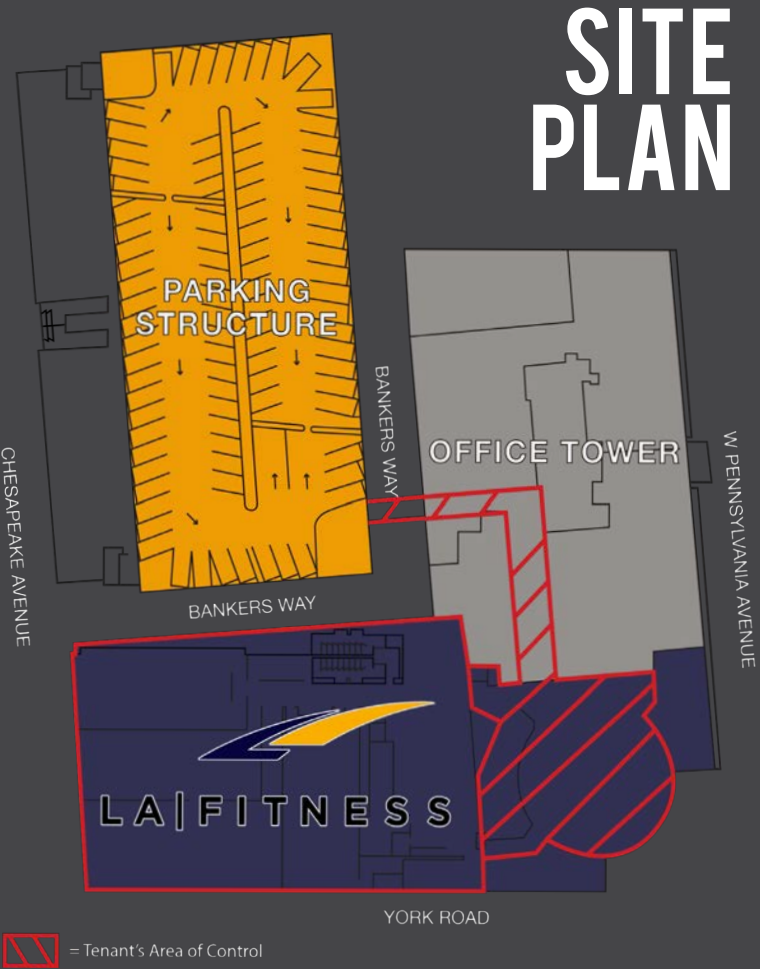 SITE
PLAN
PARKING
STRUCTURE
BANKERS WAY
OFFICE TOWER
W PENNSYLVANIA AVENUE
CHESAPEAKE AVENUE
BANKERS WAY
LA|FITNESS
YORK ROAD
= Tenant's Area of Control